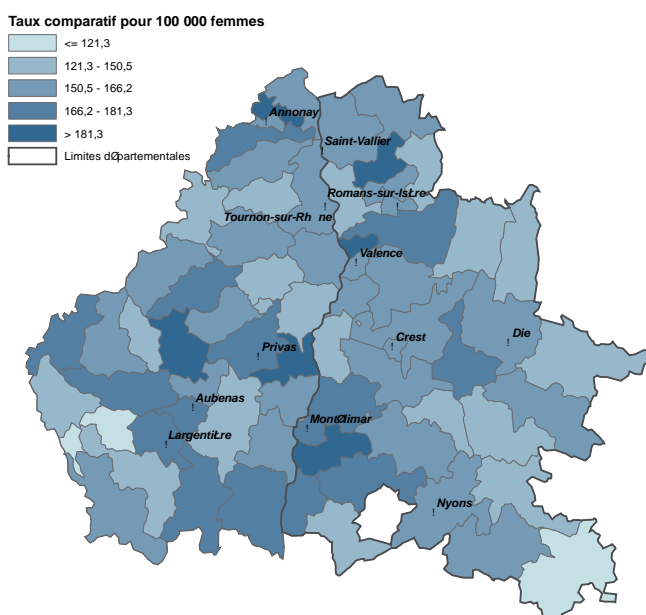 Taux comparatif pour 100 000 femmes
<= 121,3
121,3 - 150,5
150,5 - 166,2
166,2 - 181,3
> 181,3
Limites dØpartementales
Annonay
Saint-Vallier
Romans-sur-IsŁre
Tournon-sur-Rh ne
Valence
Crest
Die
Privas
Aubenas
MontØlimar
LargentiŁre
Nyons